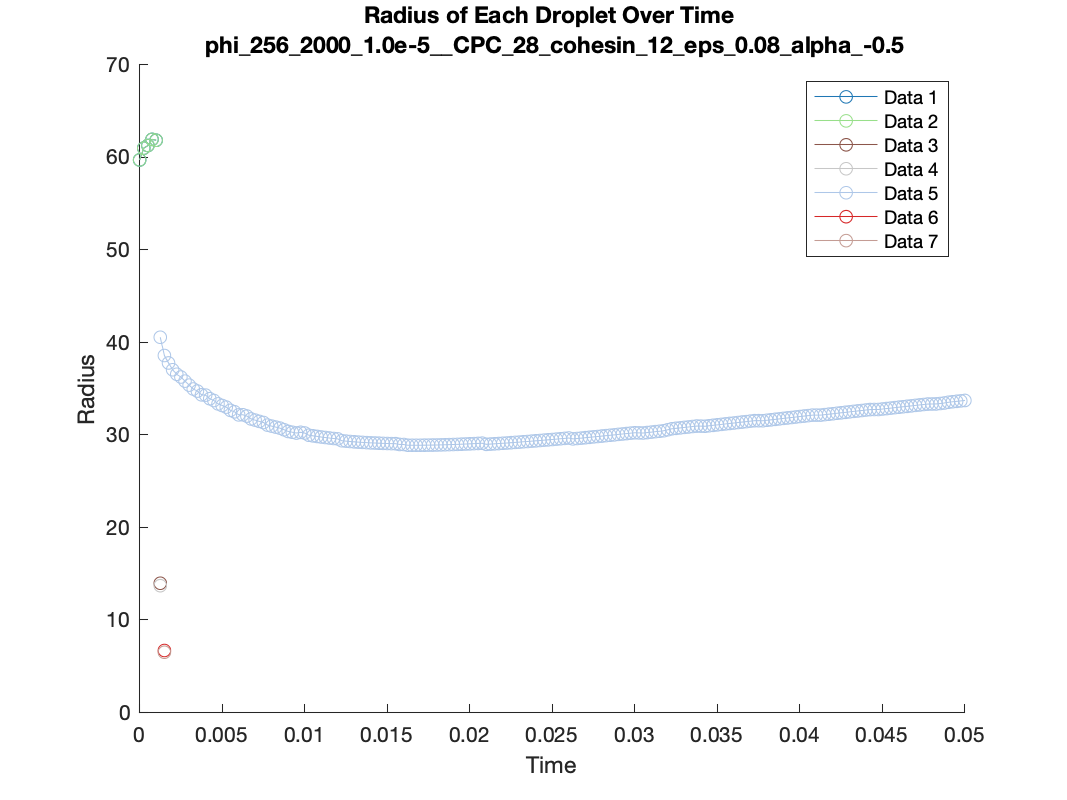 Radius of Each Droplet Over Time
phi_256_2000_1.0e-5__CPC_28_cohesin_12_eps_0.08_alpha_-0.5
70
60
50
40
30
20
10
0
Radius
Data 1
Data 2
Data 3
Data 4
Data 5
Data 6
Data 7
0 0.005 0.01 0.015 0.02 0.025 0.03 0.035 0.04 0.045 0.05
Time